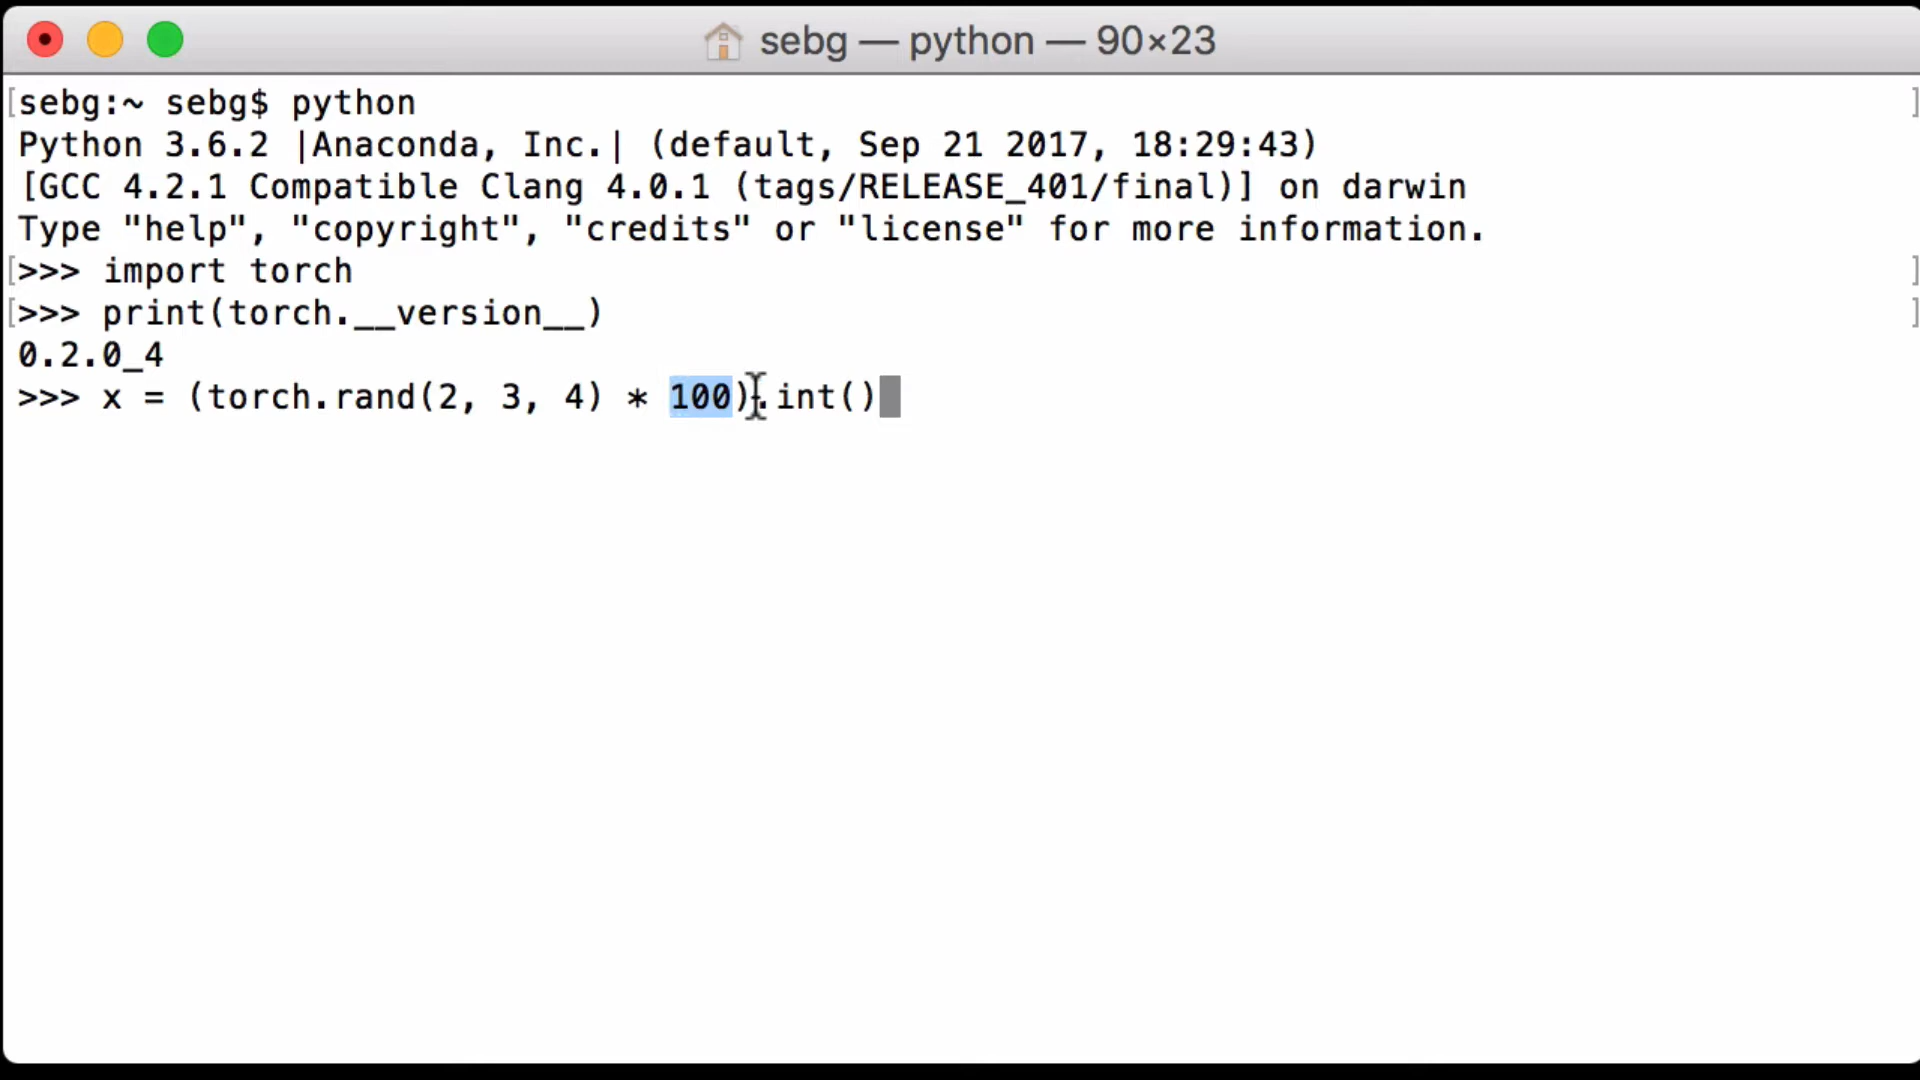 sebg — python — 90×23
[sebg:~ sebg$ python ]
Python 3.6.2 |Anaconda, Inc.| (default, Sep 21 2017, 18:29:43)
[GCC 4.2.1 Compatible Clang 4.0.1 (tags/RELEASE_401/final)] on darwin
Type "help", "copyright", "credits" or "license" for more information.
[>>> import torch ]
[>>> print(torch.__version__) ]
0.2.0_4
>>> x = (torch.rand(2, 3, 4) * 100).int()